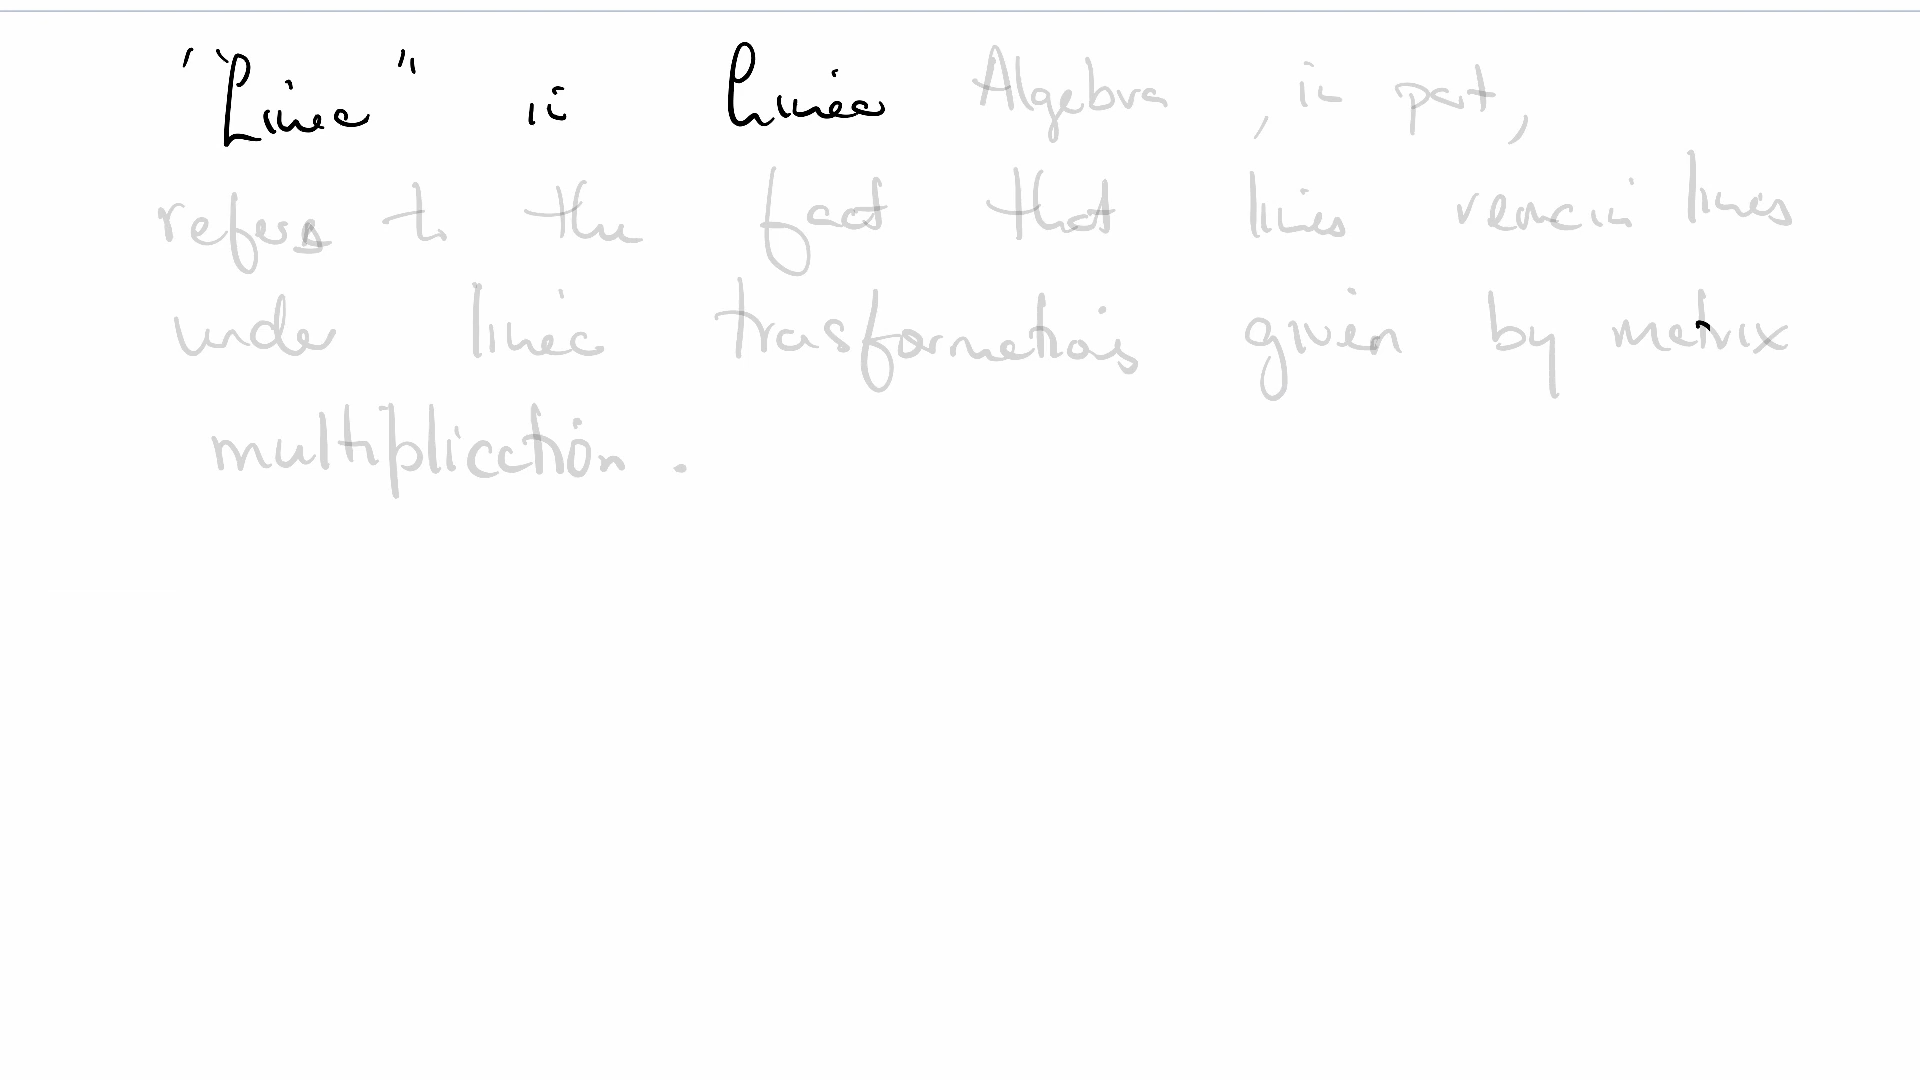 "Linear" in Linear Algebra, in part,
refers to the fact that lines remain lines
under linear transformations given by matrix
multiplication.